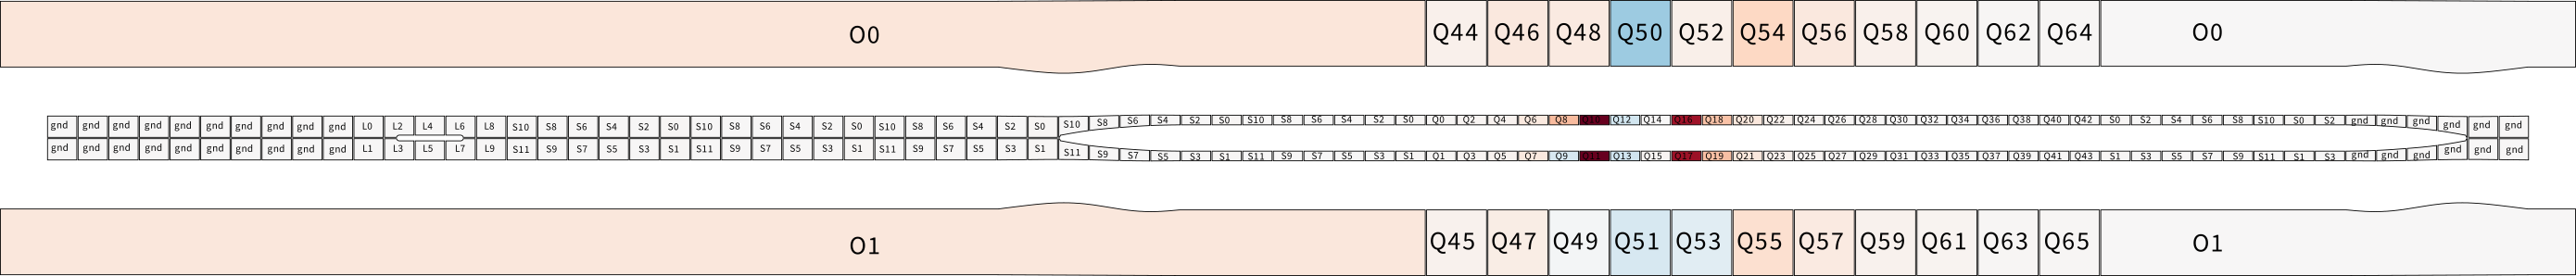 O0 Q44 Q46 Q48 Q50 Q52 Q54 Q56 Q58 Q60 Q62 Q64 O0
gnd gnd gnd gnd gnd gnd gnd gnd gnd gnd L0 L2 L4 L6 L8 S10 S8 S6 S4 S2 S0 S10 S8 S6 S4 S2 S0 S10 S8 S6 S4 S2 S0 S10 S8 S6 S4 S2 S0 S10 S8 S6 S4 S2 S0 Q0 Q2 Q4 Q6 Q8 Q10 Q12 Q14 Q16 Q18 Q20 Q22 Q24 Q26 Q28 Q30 Q32 Q34 Q36 Q38 Q40 Q42 S0 S2 S4 S6 S8 S10 S0 S2 gnd gnd gnd gnd gnd gnd
gnd gnd gnd gnd gnd gnd gnd gnd gnd gnd L1 L3 L5 L7 L9 S11 S9 S7 S5 S3 S1 S11 S9 S7 S5 S3 S1 S11 S9 S7 S5 S3 S1 S11 S9 S7 S5 S3 S1 S11 S9 S7 S5 S3 S1 Q1 Q3 Q5 Q7 Q9 Q11 Q13 Q15 Q17 Q19 Q21 Q23 Q25 Q27 Q29 Q31 Q33 Q35 Q37 Q39 Q41 Q43 S1 S3 S5 S7 S9 S11 S1 S3 gnd gnd gnd gnd gnd gnd
O1 Q45 Q47 Q49 Q51 Q53 Q55 Q57 Q59 Q61 Q63 Q65 O1